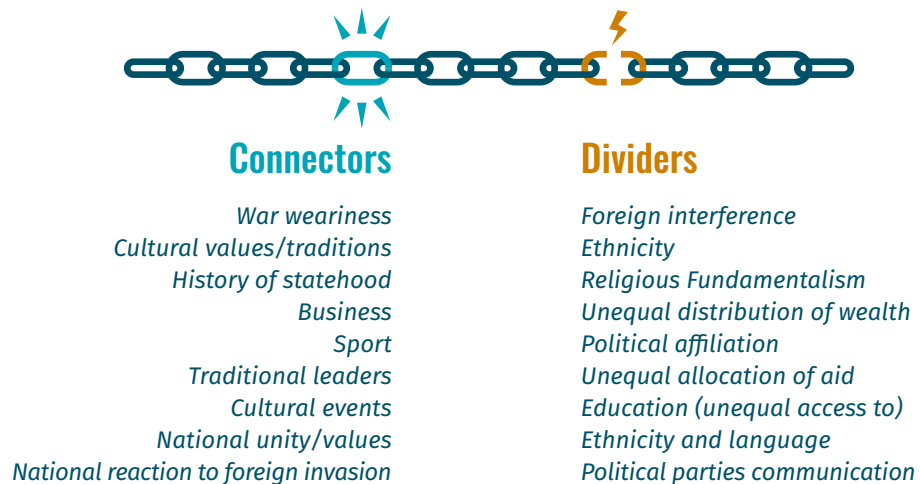 Connectors
War weariness
Cultural values/traditions
History of statehood
Business
Sport
Traditional leaders
Cultural events
National unity/values
National reaction to foreign invasion
Dividers
Foreign interference
Ethnicity
Religious Fundamentalism
Unequal distribution of wealth
Political affiliation
Unequal allocation of aid
Education (unequal access to)
Ethnicity and language
Political parties communication